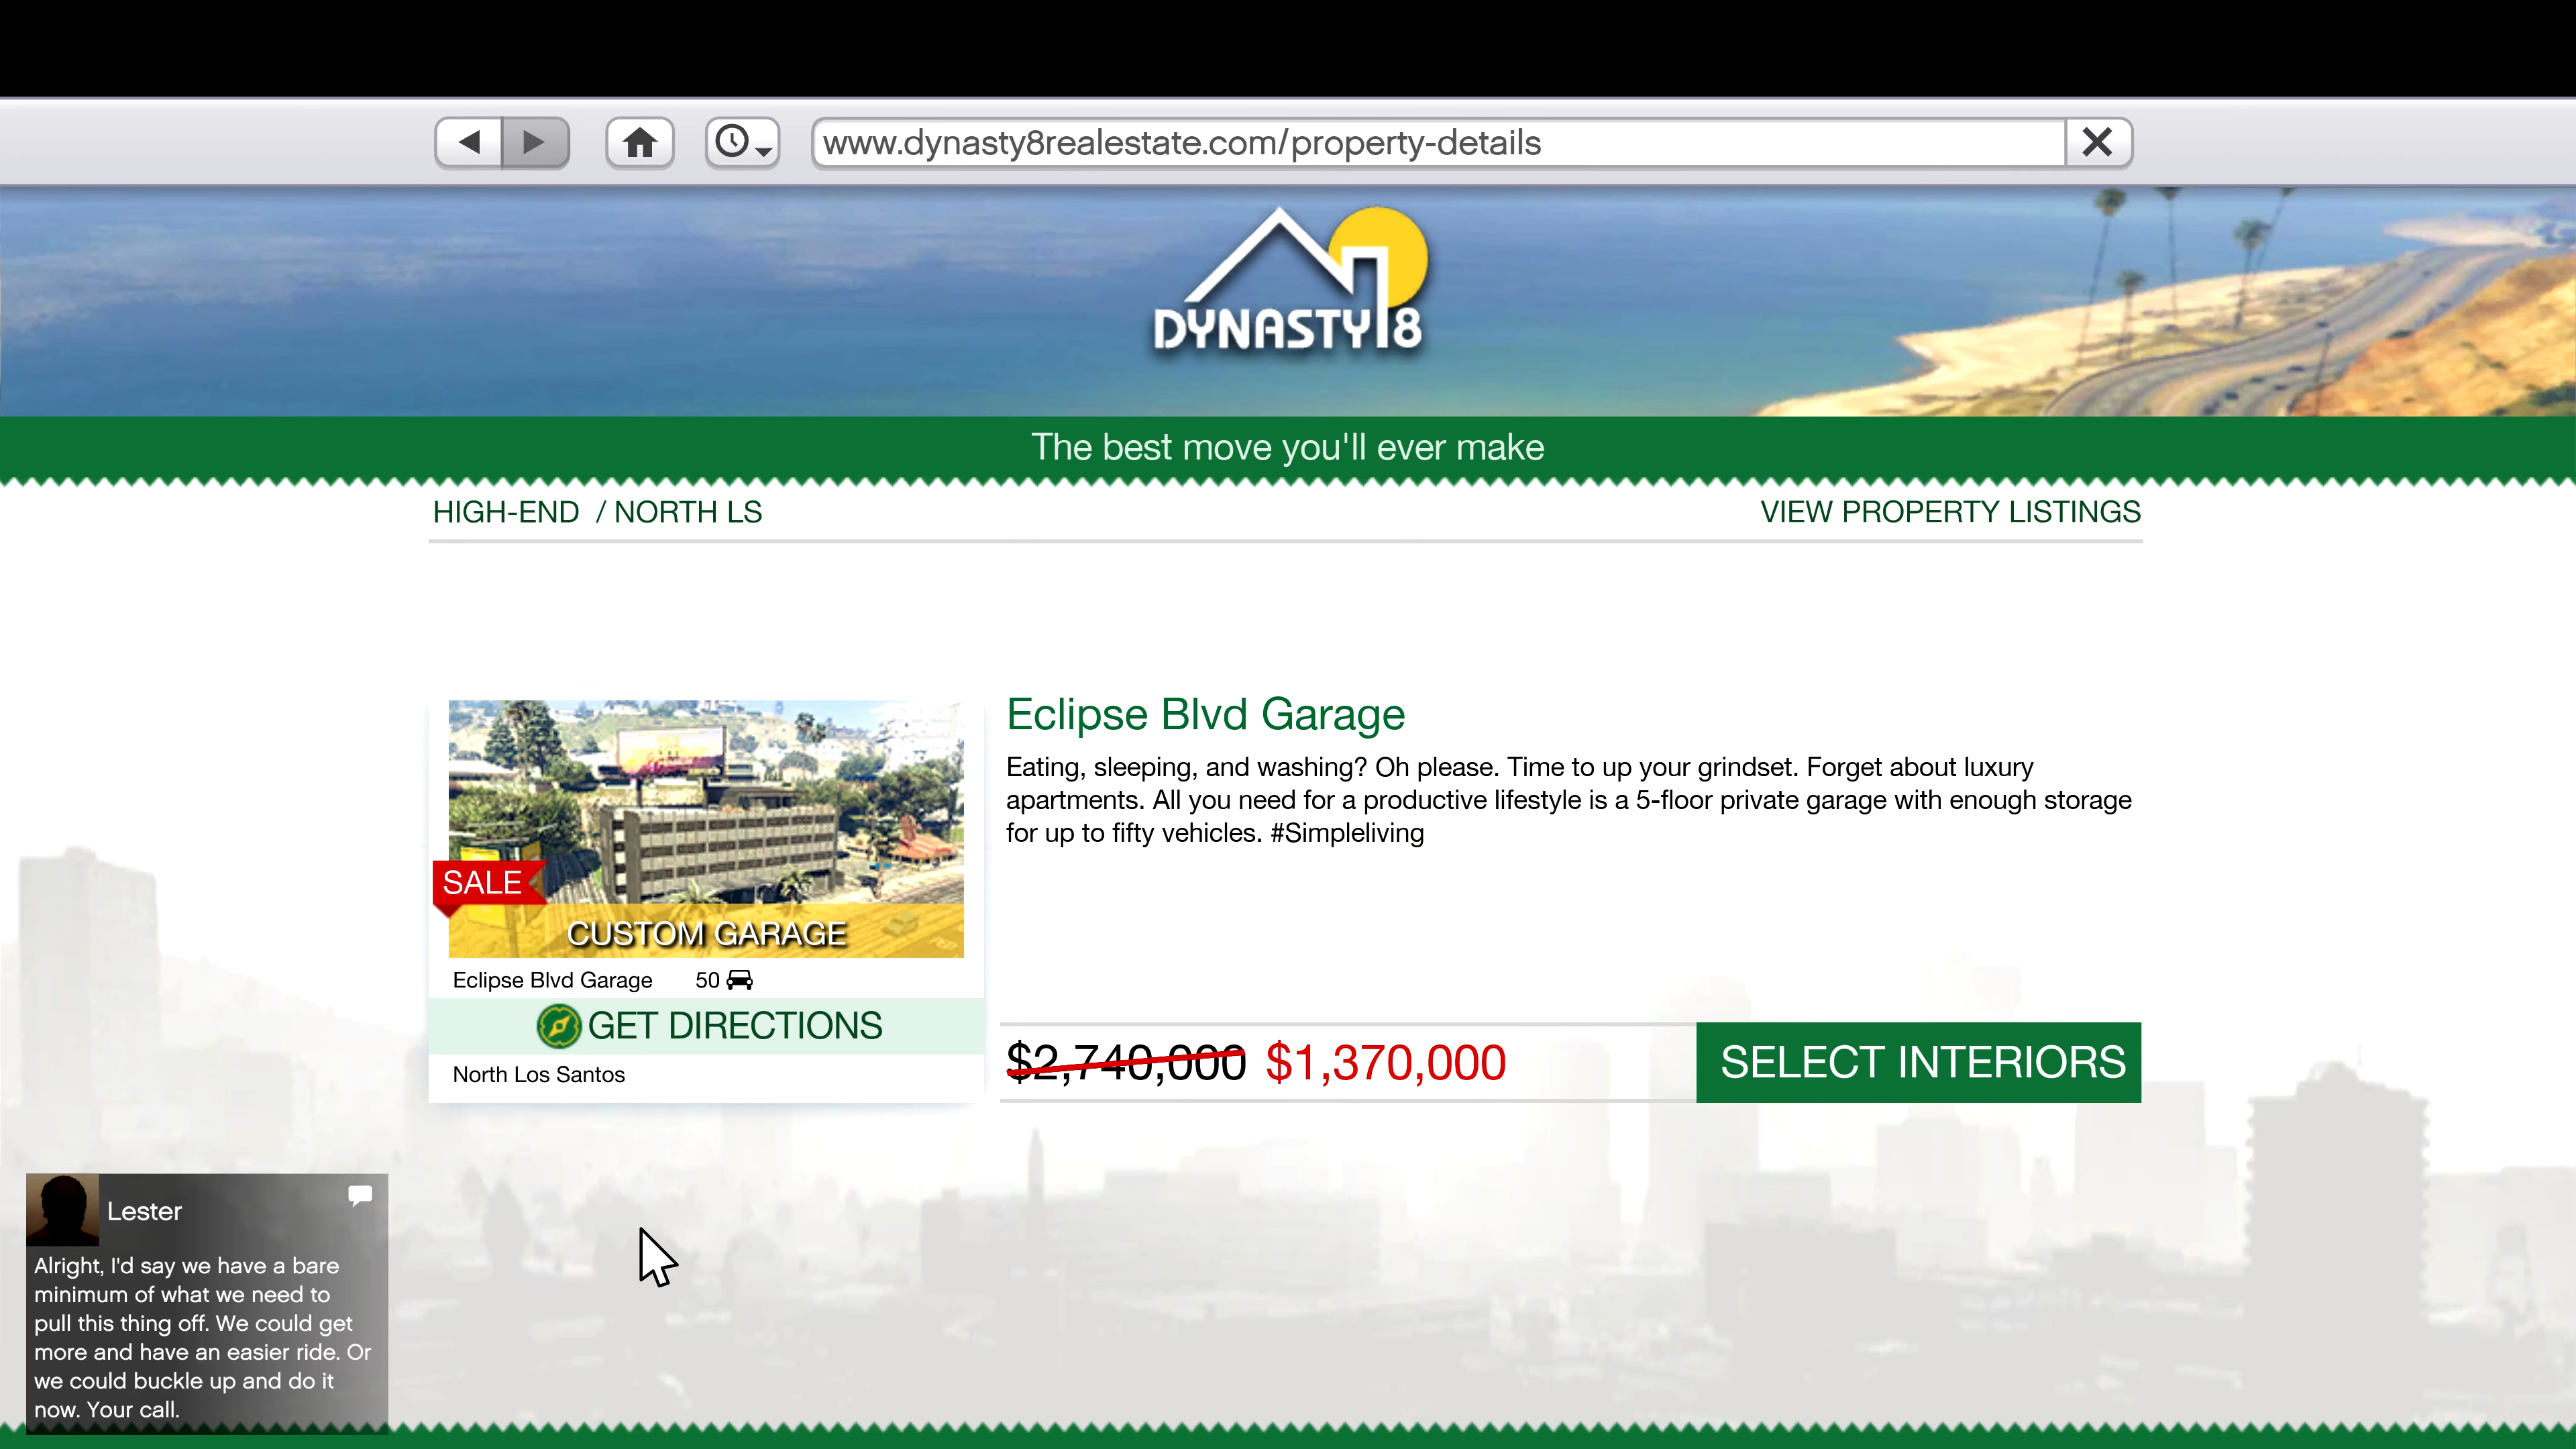 www.dynasty8realestate.com/property-details
DYNASTY 8
The best move you'll ever make
HIGH-END / NORTH LS
VIEW PROPERTY LISTINGS
SALE
CUSTOM GARAGE
Eclipse Blvd Garage 50
GET DIRECTIONS
North Los Santos
Eclipse Blvd Garage
Eating, sleeping, and washing? Oh please. Time to up your grindset. Forget about luxury
apartments. All you need for a productive lifestyle is a 5-floor private garage with enough storage
for up to fifty vehicles. #Simpleliving
$2,740,000 $1,370,000
SELECT INTERIORS
Lester
Alright, I'd say we have a bare
minimum of what we need to
pull this thing off. We could get
more and have an easier ride. Or
we could buckle up and do it
now. Your call.